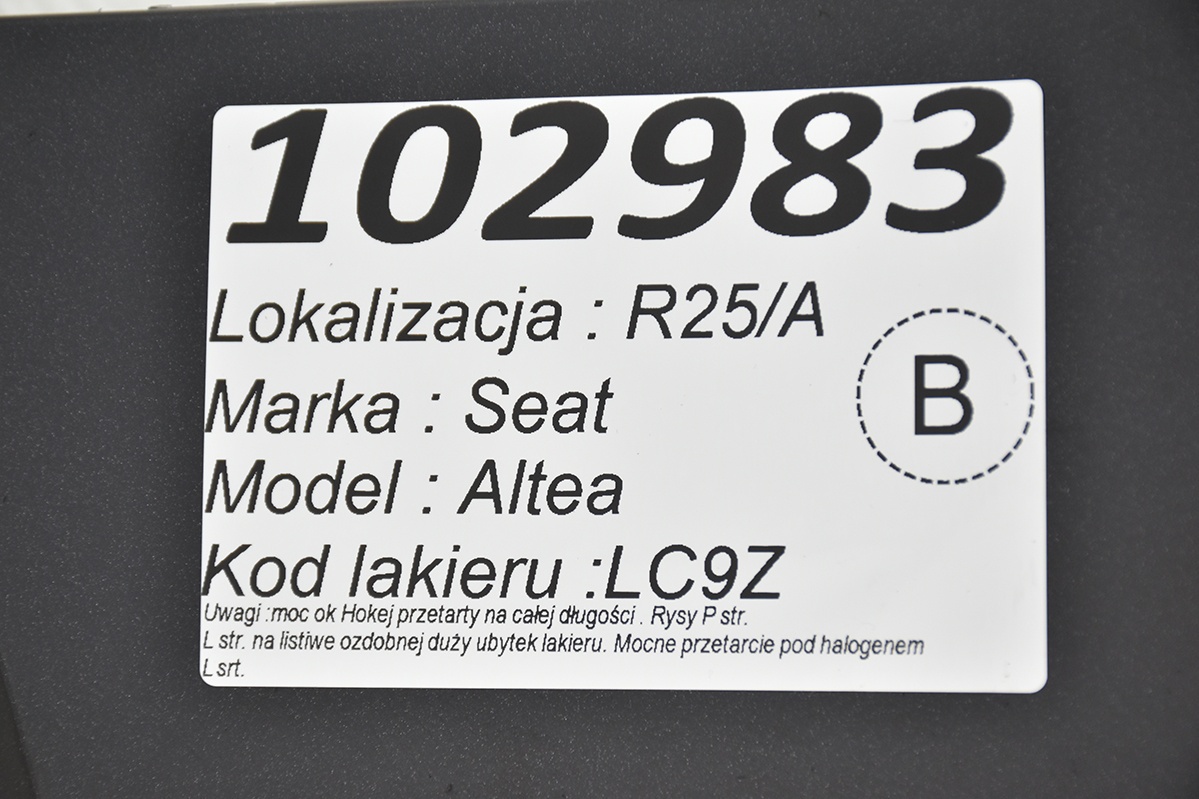 102983
Lokalizacja : R25/A
Marka : Seat
B
Model : Altea
Kod lakieru :LC9Z
Uwagi :moc ok Hokej przetarty na całej długości . Rysy P str.
L str. na listiwe ozdobnej duży ubytek lakieru. Mocne przetarcie pod halogenem
L srt.